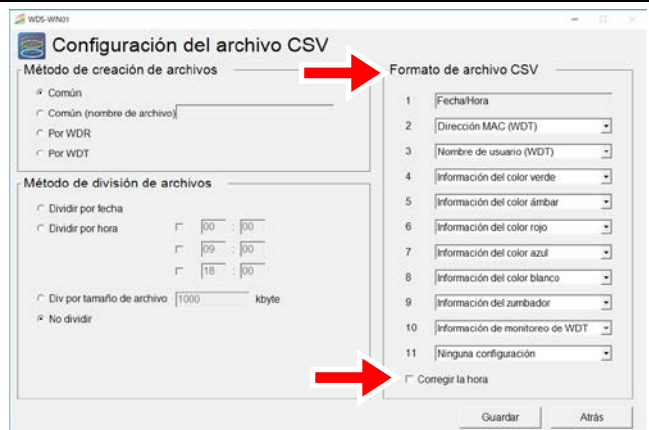 WDS-WIN01
Configuración del archivo CSV
Método de creación de archivos
Común
Común (nombre de archivo)
Por WDR
Por WDT
Método de división de archivos
Dividir por fecha
Dividir por hora
00 : 00
09 : 00
18 : 00
Div por tamaño de archivo 1000 kbyte
No dividir
Formato de archivo CSV
1 Fecha/Hora
2 Dirección MAC (WDT)
3 Nombre de usuario (WDT)
4 Información del color verde
5 Información del color ámbar
6 Información del color rojo
7 Información del color azul
8 Información del color blanco
9 Información del zumbador
10 Información de monitoreo de WDT
11 Ninguna configuración
Corregir la hora
Guardar Atrás